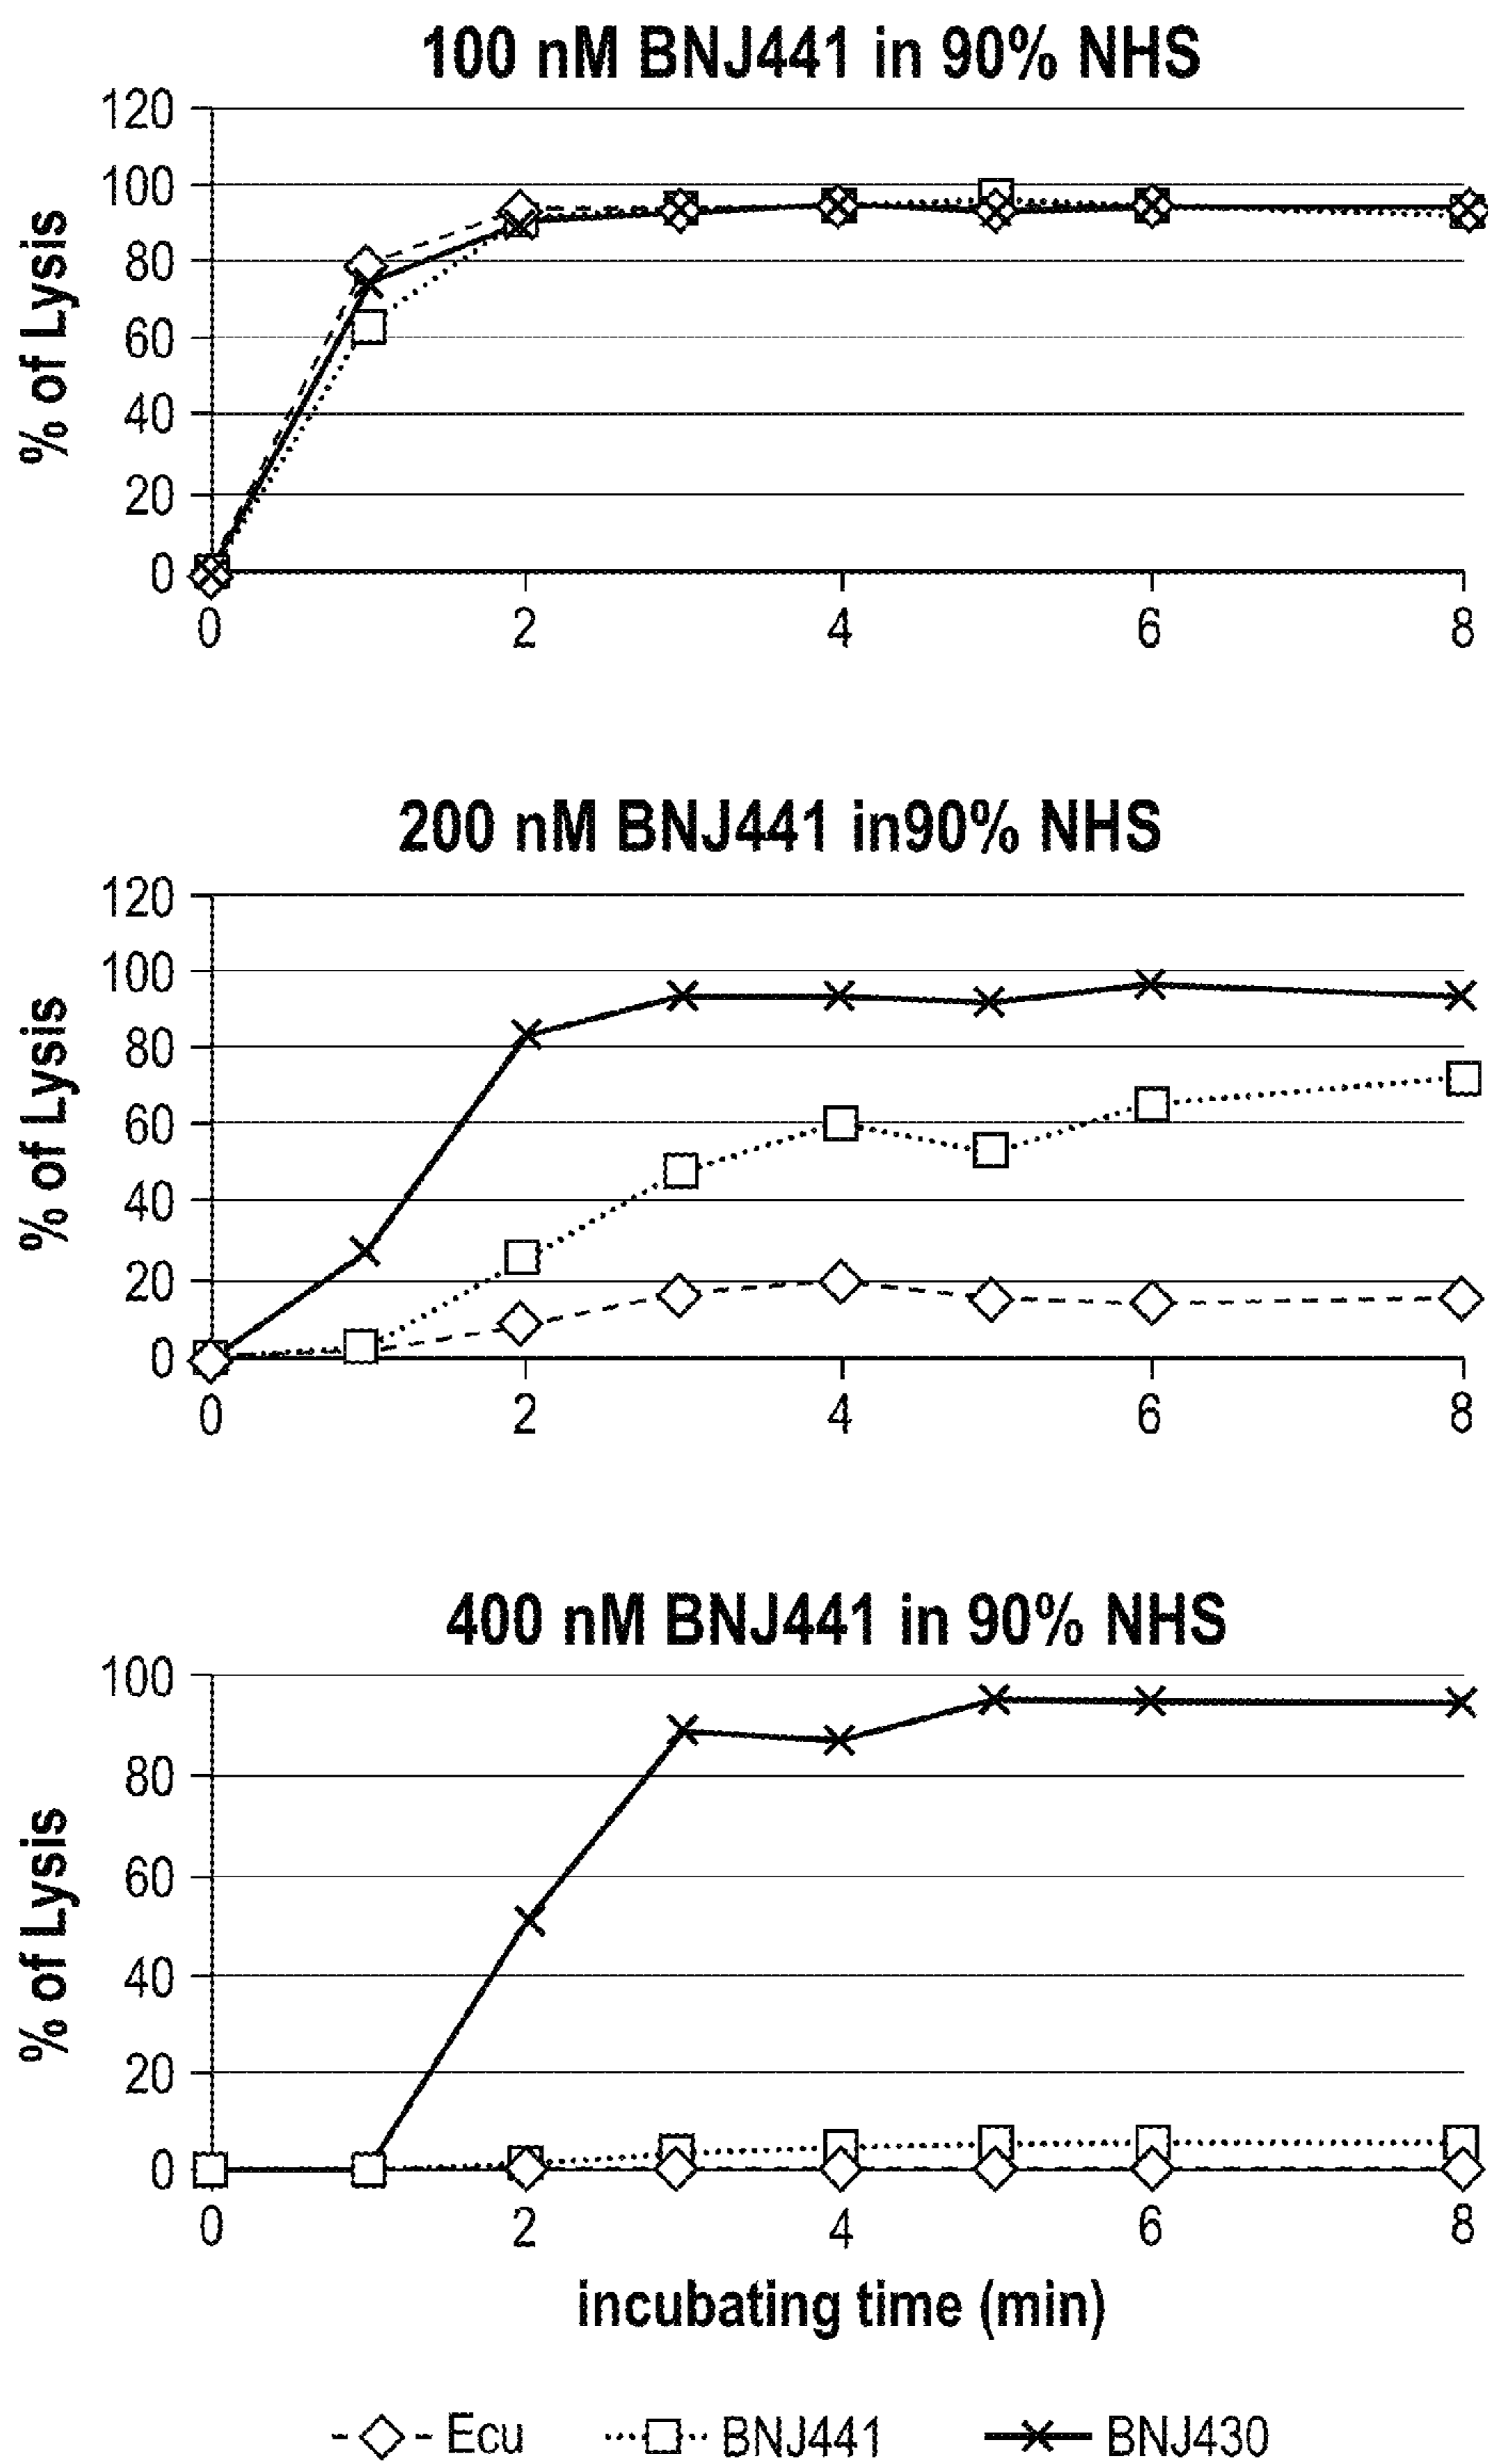 100 nM BNJ441 in 90% NHS
% of Lysis
120
100
80
60
40
20
0
0 2 4 6 8
200 nM BNJ441 in90% NHS
% of Lysis
120
100
80
60
40
20
0
0 2 4 6 8
400 nM BNJ441 in 90% NHS
% of Lysis
100
80
60
40
20
0
0 2 4 6 8
incubating time (min)
Ecu BNJ441 BNJ430